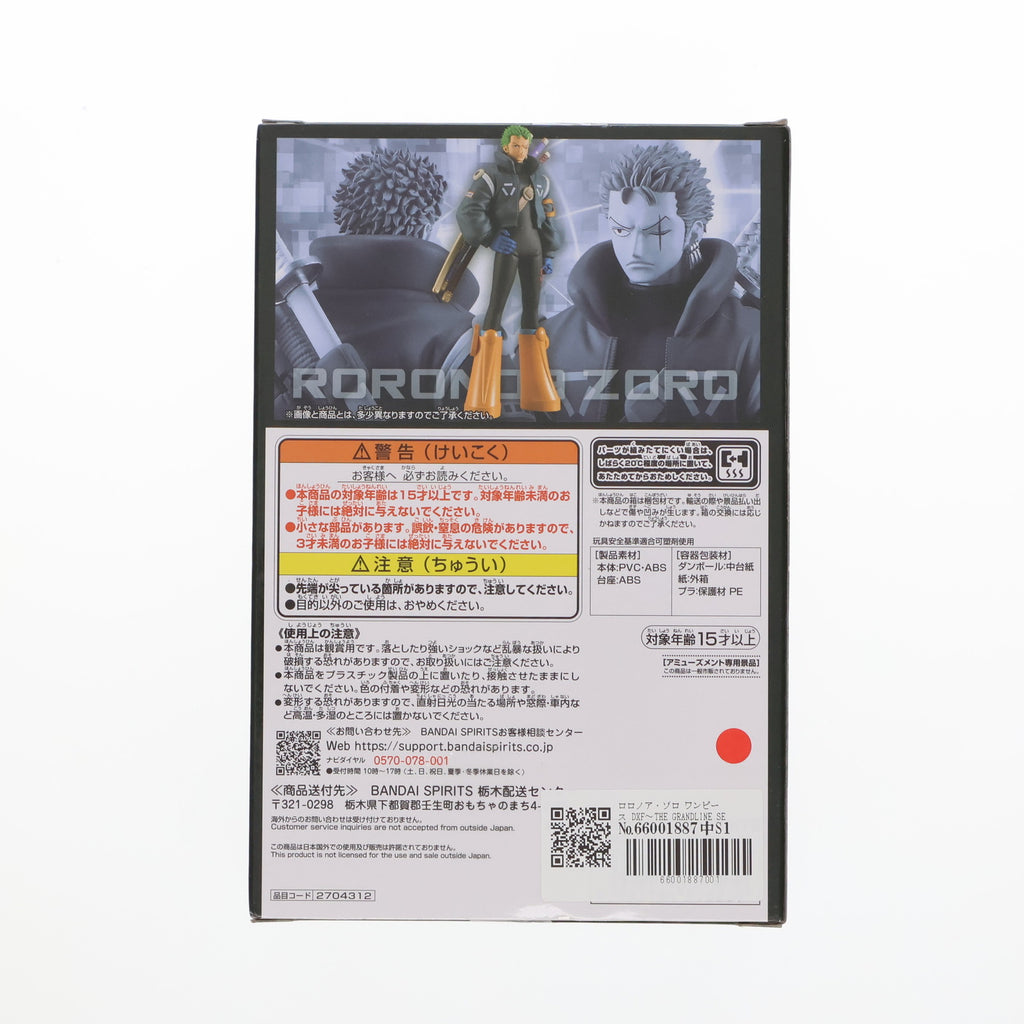 RORONOA ZORO
※画像と商品とは、多少異なりますのでご了承ください。
⚠警告（けいこく）
お客様へ 必ずお読みください。
●本商品の対象年齢は15才以上です。対象年齢未満のお
子様には絶対に与えないでください。
●小さな部品があります。誤飲・窒息の危険がありますので、
3才未満のお子様には絶対に与えないでください。
⚠注意（ちゅうい）
●先端が尖っている箇所がありますので、注意してください。
●目的以外のご使用は、おやめください。
パーツが組みたてにくい場合は、
しばらく20℃程度の場所に置いて、
あたためてからおためしください。
※本商品の箱は梱包材です。輸送の際や景品払い出
しなどで傷や凹みが生じます。箱の交換には応じ
かねますのでご了承ください。
玩具安全基準適合可塑剤使用
[製品素材]
本体:PVC・ABS
台座:ABS
[容器包装材]
ダンボール:中台紙
紙:外箱
プラ:保護材 PE
対象年齢15才以上
[アミューズメント専用景品]
この商品は一般市販されておりません。
《使用上の注意》
●本商品は観賞用です。落としたり強いショックなど乱暴な扱いにより
破損する恐れがありますので、お取り扱いにはご注意ください。
●本商品をプラスチック製品の上に置いたり、接触させたままにし
ないでください。色の付着や変形などの恐れがあります。
●変形する恐れがありますので、直射日光の当たる場所や窓際・車内な
ど高温・多湿のところには置かないでください。
≪お問い合わせ先≫ BANDAI SPIRITSお客様相談センター
Web https://support.bandaispirits.co.jp
ナビダイヤル 0570-078-001
●受付時間 10時〜17時（土、日、祝日、夏季・冬季休業日を除く）
≪商品送付先≫ BANDAI SPIRITS 栃木配送センタ
〒321-0298 栃木県下都賀郡壬生町おもちゃのまち4-
海外からのお問い合わせは受け付けておりません。
Customer service inquiries are not accepted from outside Japan.
この商品は日本国外での使用及び販売は許諾されておりません。
This product is not licensed for the use and sale outside Japan.
品目コード 2704312
ロロノア・ゾロ ワンピー
ス DXF〜THE GRANDLINE SE
No.66001887中S1
66001887001